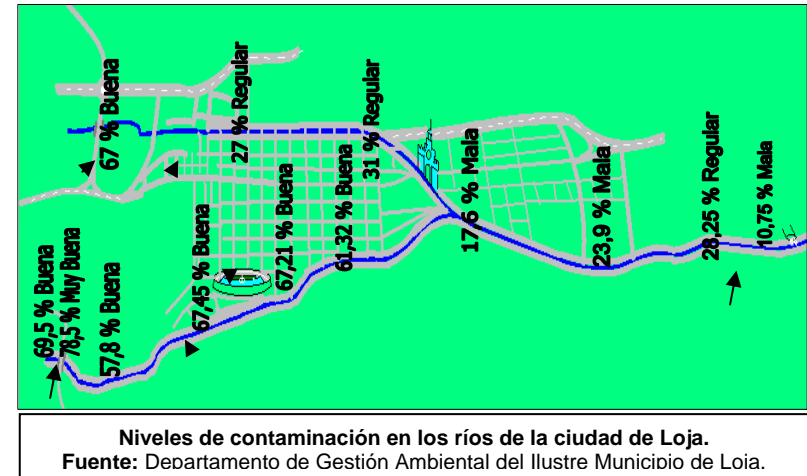 69,5 % Buena
78,5 % Muy Buena
57,8 % Buena
67 % Buena
67,45 % Buena
27 % Regular
67,21 % Buena
61,32 % Buena
31 % Regular
17,6 % Mala
23,9 % Mala
28,25 % Regular
10,75 % Mala
Niveles de contaminación en los ríos de la ciudad de Loja.
Fuente: Departamento de Gestión Ambiental del Ilustre Municipio de Loja.